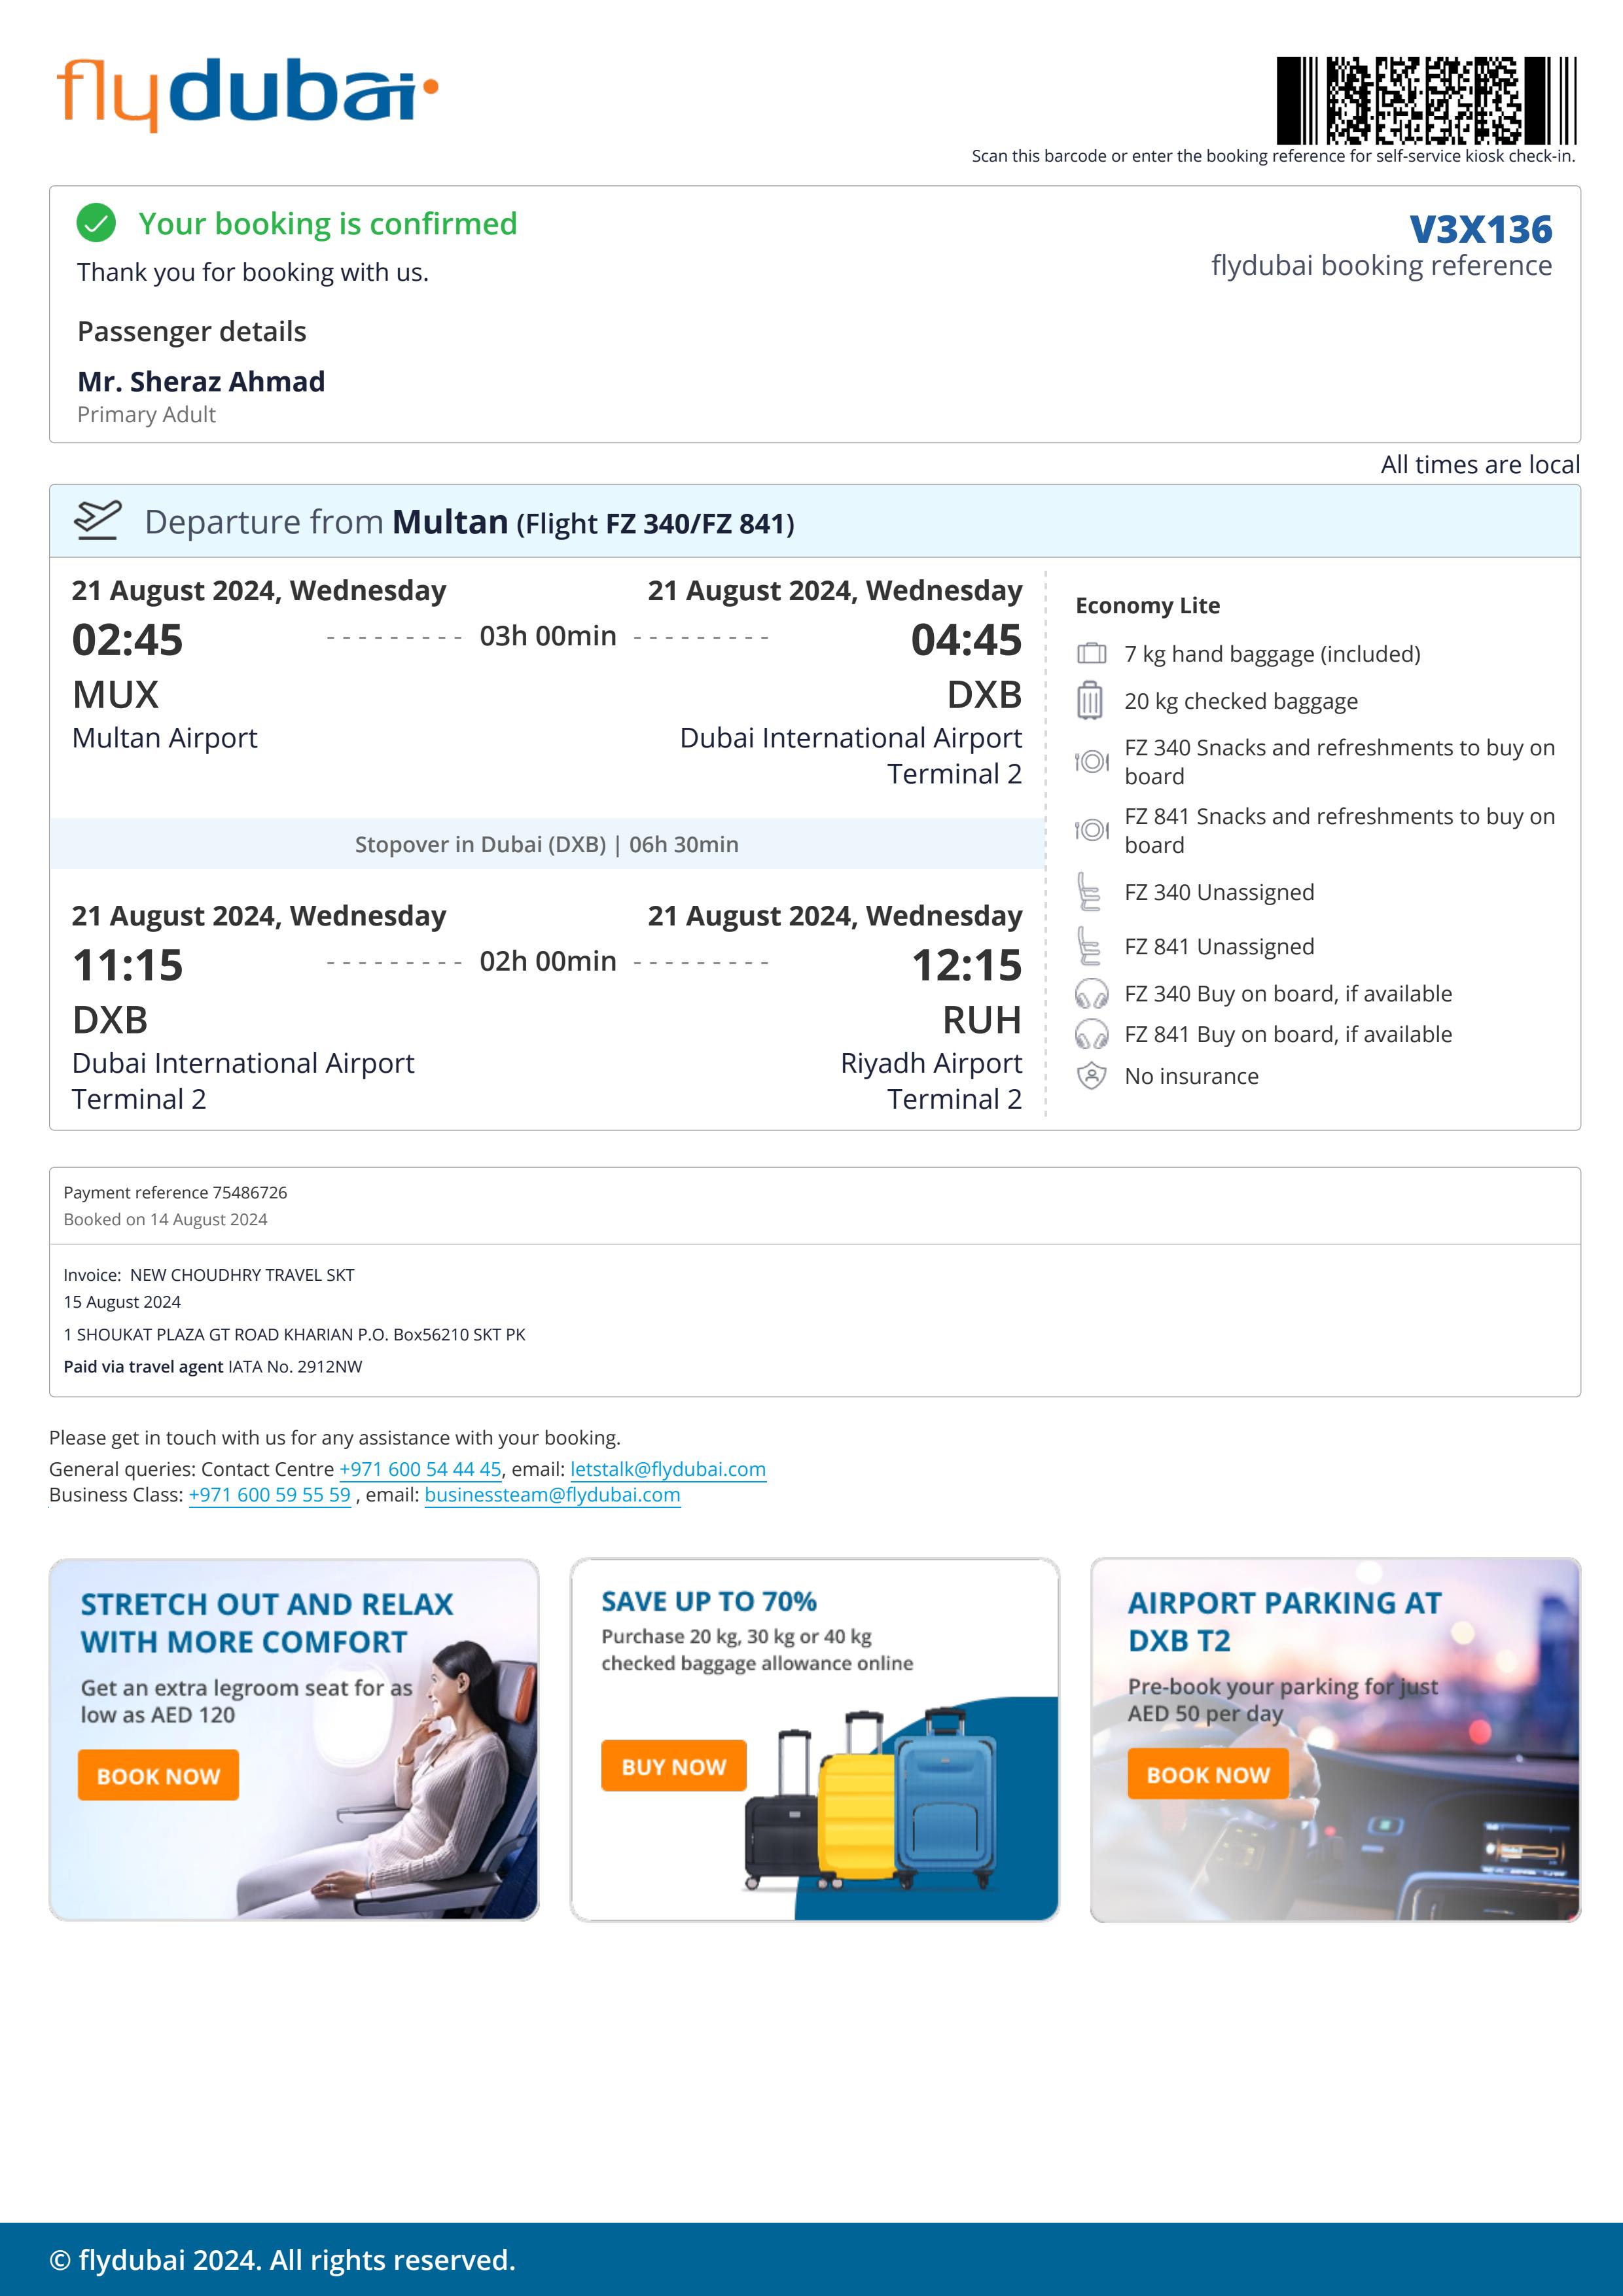 flydubai
Scan this barcode or enter the booking reference for self-service kiosk check-in.
Your booking is confirmed
V3X136
Thank you for booking with us.
flydubai booking reference
Passenger details
Mr. Sheraz Ahmad
Primary Adult
All times are local
Departure from Multan (Flight FZ 340/FZ 841)
21 August 2024, Wednesday
21 August 2024, Wednesday
02:45 --------- 03h 00min --------- 04:45
MUX
DXB
Multan Airport
Dubai International Airport
Terminal 2
Stopover in Dubai (DXB) | 06h 30min
21 August 2024, Wednesday
21 August 2024, Wednesday
11:15 --------- 02h 00min --------- 12:15
DXB
RUH
Dubai International Airport
Riyadh Airport
Terminal 2
Terminal 2
Economy Lite
7 kg hand baggage (included)
20 kg checked baggage
FZ 340 Snacks and refreshments to buy on
board
FZ 841 Snacks and refreshments to buy on
board
FZ 340 Unassigned
FZ 841 Unassigned
FZ 340 Buy on board, if available
FZ 841 Buy on board, if available
No insurance
Payment reference 75486726
Booked on 14 August 2024
Invoice: NEW CHOUDHRY TRAVEL SKT
15 August 2024
1 SHOUKAT PLAZA GT ROAD KHARIAN P.O. Box56210 SKT PK
Paid via travel agent IATA No. 2912NW
Please get in touch with us for any assistance with your booking.
General queries: Contact Centre +971 600 54 44 45, email: letstalk@flydubai.com
Business Class: +971 600 59 55 59 , email: businessteam@flydubai.com
STRETCH OUT AND RELAX
WITH MORE COMFORT
Get an extra legroom seat for as
low as AED 120
BOOK NOW
SAVE UP TO 70%
Purchase 20 kg, 30 kg or 40 kg
checked baggage allowance online
BUY NOW
AIRPORT PARKING AT
DXB T2
Pre-book your parking for just
AED 50 per day
BOOK NOW
© flydubai 2024. All rights reserved.